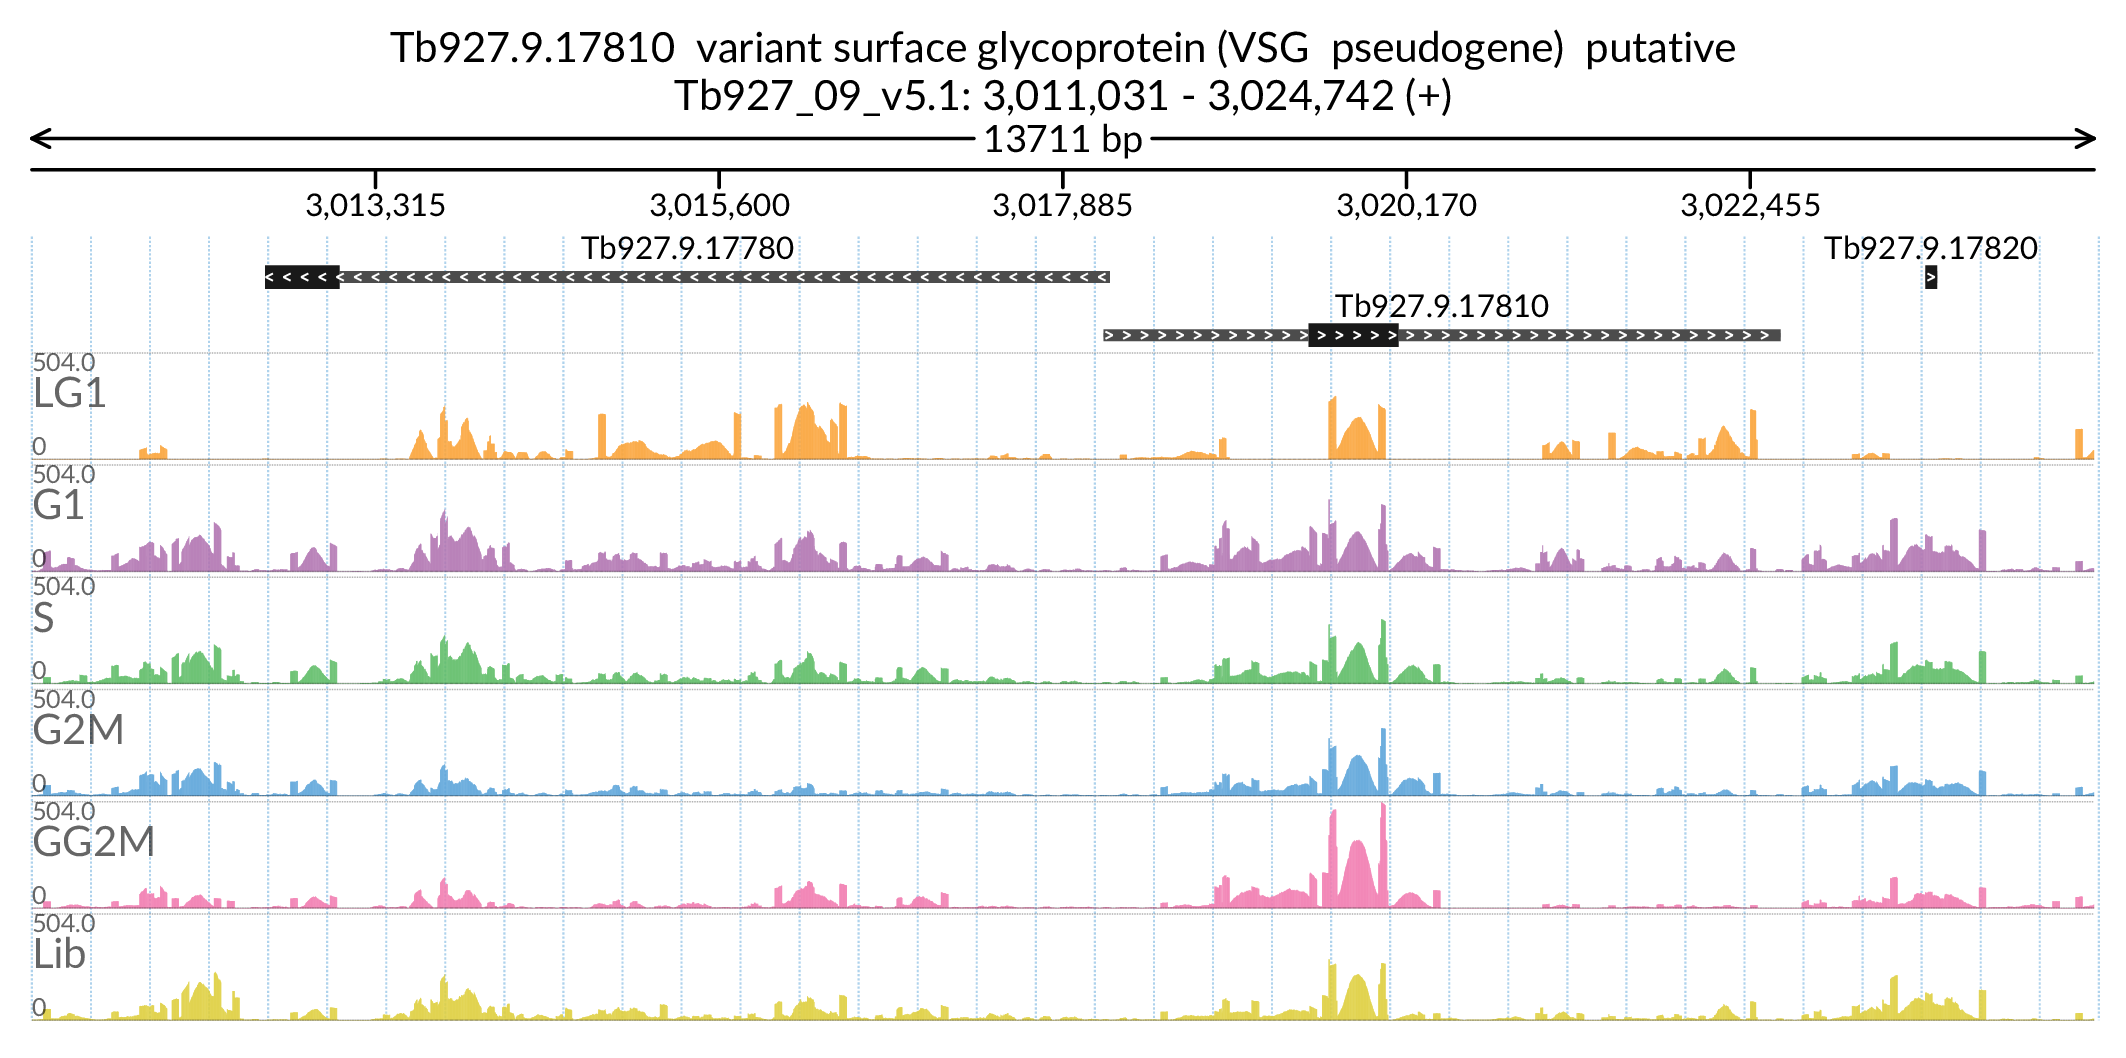 Tb927.9.17810  variant surface glycoprotein (VSG  pseudogene)  putative
Tb927_09_v5.1: 3,011,031 - 3,024,742 (+)
13711 bp
3,013,315 3,015,600 3,017,885 3,020,170 3,022,455
Tb927.9.17780 Tb927.9.17820
Tb927.9.17810
504.0
LG1
0
504.0
G1
0
504.0
S
0
504.0
G2M
0
504.0
GG2M
0
504.0
Lib
0